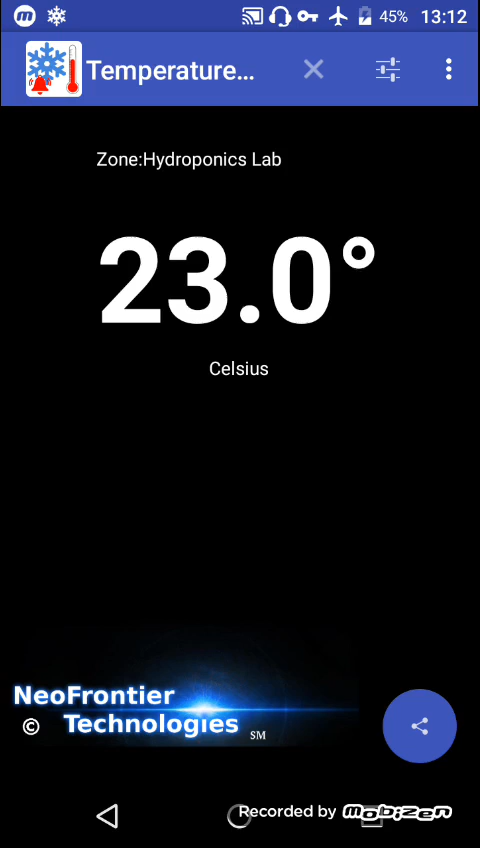 45% 13:12
Temperature...
Zone:Hydroponics Lab
23.0°
Celsius
NeoFrontier
© Technologies SM
Recorded by Mobizen